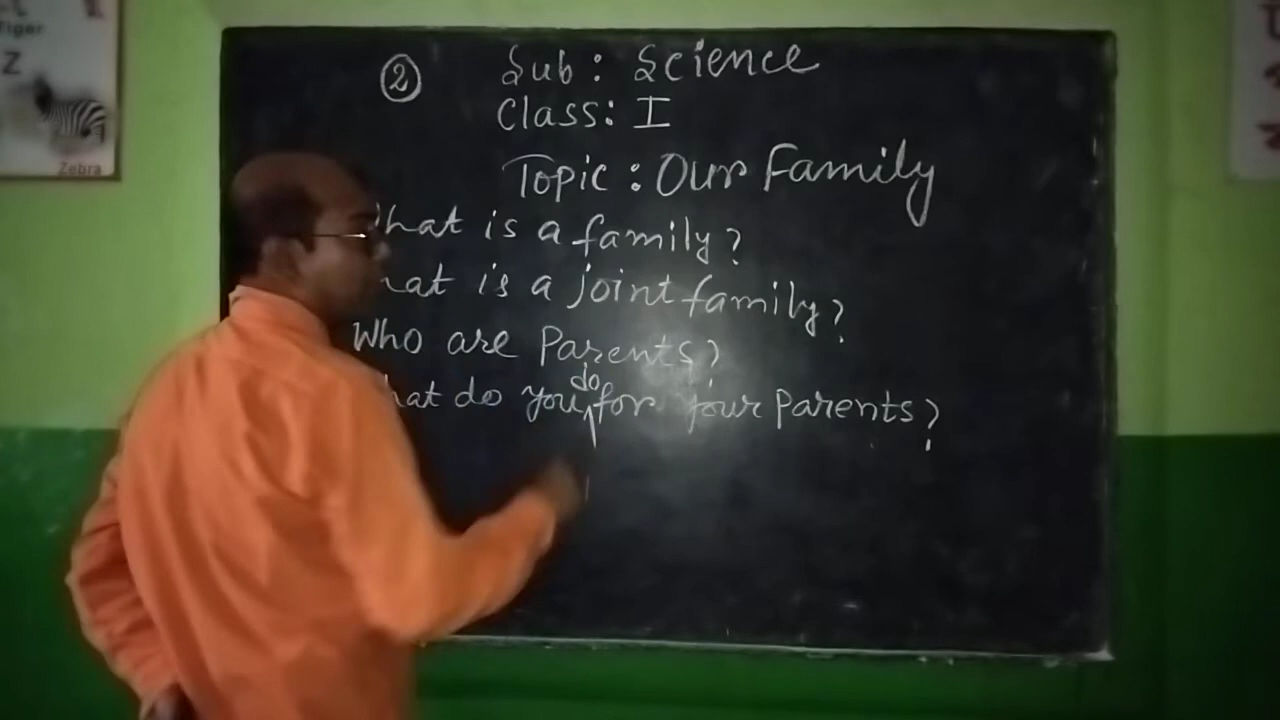 Tiger
Z
Zebra
2
Sub: Science
Class: I
Topic: Our Family
hat is a family?
hat is a joint family?
Who are Parents?
hat do you do for your parents?